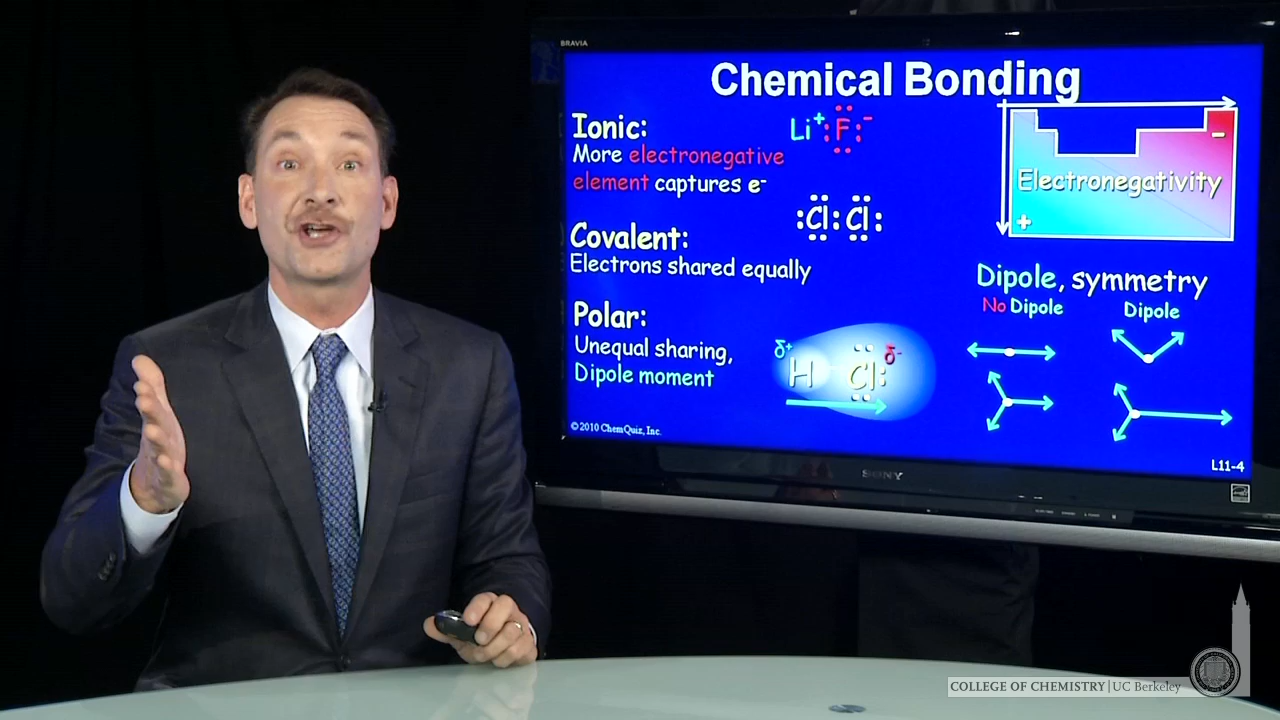 BRAVIA
Chemical Bonding
Ionic:
More electronegative
element captures e⁻
Li⁺ :F:⁻
:Cl:Cl:
Covalent:
Electrons shared equally
Polar:
Unequal sharing,
Dipole moment
δ⁺ H Cl: δ⁻
Electronegativity
−
+
Dipole, symmetry
No Dipole
Dipole
©2010 ChemQuiz, Inc.
L11-4
SONY
COLLEGE OF CHEMISTRY | UC Berkeley